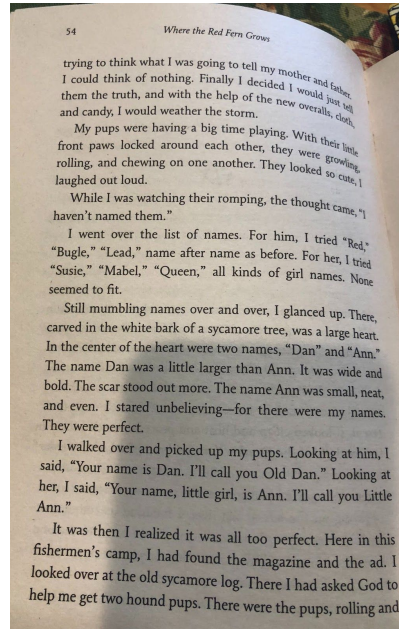 54 Where the Red Fern Grows
trying to think what I was going to tell my mother and father.
I could think of nothing. Finally I decided I would just tell
them the truth, and with the help of the new overalls, cloth,
and candy, I would weather the storm.
My pups were having a big time playing. With their little
front paws locked around each other, they were growling,
rolling, and chewing on one another. They looked so cute, I
laughed out loud.
While I was watching their romping, the thought came, "I
haven't named them."
I went over the list of names. For him, I tried "Red,"
"Bugle," "Lead," name after name as before. For her, I tried
"Susie," "Mabel," "Queen," all kinds of girl names. None
seemed to fit.
Still mumbling names over and over, I glanced up. There,
carved in the white bark of a sycamore tree, was a large heart.
In the center of the heart were two names, "Dan" and "Ann."
The name Dan was a little larger than Ann. It was wide and
bold. The scar stood out more. The name Ann was small, neat,
and even. I stared unbelieving—for there were my names.
They were perfect.
I walked over and picked up my pups. Looking at him, I
said, "Your name is Dan. I'll call you Old Dan." Looking at
her, I said, "Your name, little girl, is Ann. I'll call you Little
Ann."
It was then I realized it was all too perfect. Here in this
fishermen's camp, I had found the magazine and the ad. I
looked over at the old sycamore log. There I had asked God to
help me get two hound pups. There were the pups, rolling and